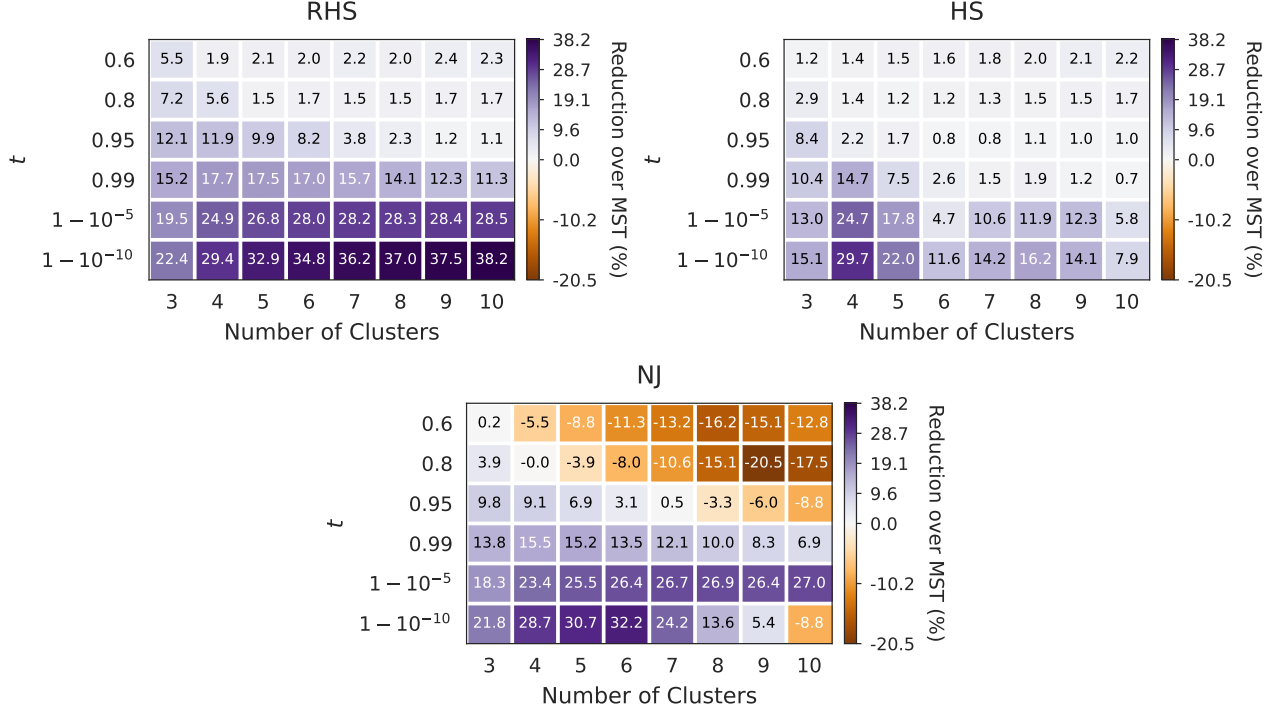 RHS
0.6 5.5 1.9 2.1 2.0 2.2 2.0 2.4 2.3
0.8 7.2 5.6 1.5 1.7 1.5 1.5 1.7 1.7
0.95 12.1 11.9 9.9 8.2 3.8 2.3 1.2 1.1
0.99 15.2 17.7 17.5 17.0 15.7 14.1 12.3 11.3
1 − 10⁻⁵ 19.5 24.9 26.8 28.0 28.2 28.3 28.4 28.5
1 − 10⁻¹⁰ 22.4 29.4 32.9 34.8 36.2 37.0 37.5 38.2
t
3 4 5 6 7 8 9 10
Number of Clusters
38.2
28.7
19.1
9.6
0.0
-10.2
-20.5
Reduction over MST (%)
HS
0.6 1.2 1.4 1.5 1.6 1.8 2.0 2.1 2.2
0.8 2.9 1.4 1.2 1.2 1.3 1.5 1.5 1.7
0.95 8.4 2.2 1.7 0.8 0.8 1.1 1.0 1.0
0.99 10.4 14.7 7.5 2.6 1.5 1.9 1.2 0.7
1 − 10⁻⁵ 13.0 24.7 17.8 4.7 10.6 11.9 12.3 5.8
1 − 10⁻¹⁰ 15.1 29.7 22.0 11.6 14.2 16.2 14.1 7.9
t
3 4 5 6 7 8 9 10
Number of Clusters
38.2
28.7
19.1
9.6
0.0
-10.2
-20.5
Reduction over MST (%)
NJ
0.6 0.2 -5.5 -8.8 -11.3 -13.2 -16.2 -15.1 -12.8
0.8 3.9 -0.0 -3.9 -8.0 -10.6 -15.1 -20.5 -17.5
0.95 9.8 9.1 6.9 3.1 0.5 -3.3 -6.0 -8.8
0.99 13.8 15.5 15.2 13.5 12.1 10.0 8.3 6.9
1 − 10⁻⁵ 18.3 23.4 25.5 26.4 26.7 26.9 26.4 27.0
1 − 10⁻¹⁰ 21.8 28.7 30.7 32.2 24.2 13.6 5.4 -8.8
t
3 4 5 6 7 8 9 10
Number of Clusters
38.2
28.7
19.1
9.6
0.0
-10.2
-20.5
Reduction over MST (%)